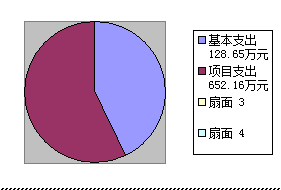 基本支出
128.65万元
项目支出
652.16万元
扇面 3
扇面 4